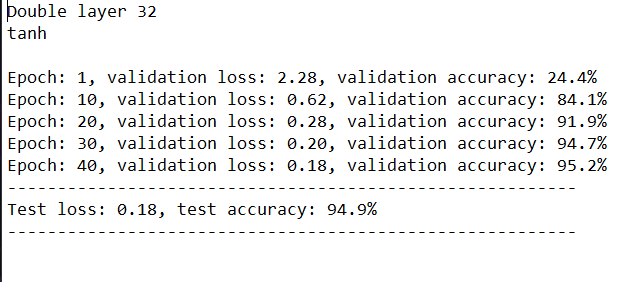 Double layer 32
tanh
Epoch: 1, validation loss: 2.28, validation accuracy: 24.4%
Epoch: 10, validation loss: 0.62, validation accuracy: 84.1%
Epoch: 20, validation loss: 0.28, validation accuracy: 91.9%
Epoch: 30, validation loss: 0.20, validation accuracy: 94.7%
Epoch: 40, validation loss: 0.18, validation accuracy: 95.2%
---------------------------------------------------------
Test loss: 0.18, test accuracy: 94.9%
---------------------------------------------------------